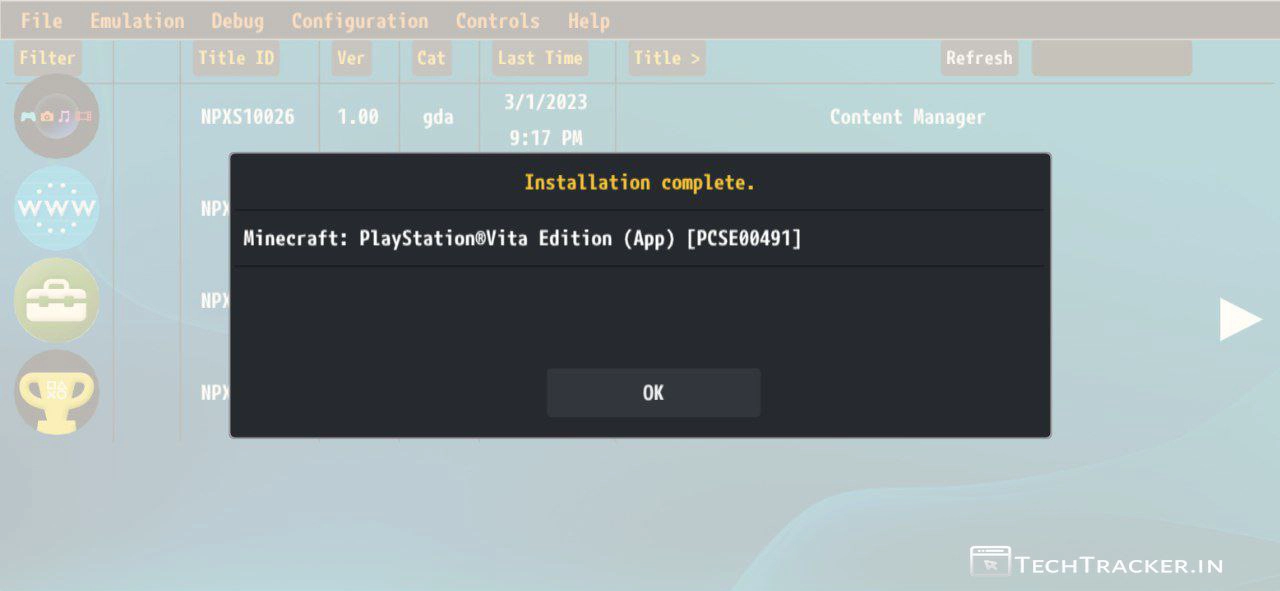 File Emulation Debug Configuration Controls Help
Filter Title ID Ver Cat Last Time Title > Refresh
NPXS10026 1.00 gda 3/1/2023 Content Manager
9:17 PM
Installation complete.
WWW NPX
Minecraft: PlayStation®Vita Edition (App) [PCSE00491]
NPX
NPX
OK
TECHTRACKER.IN